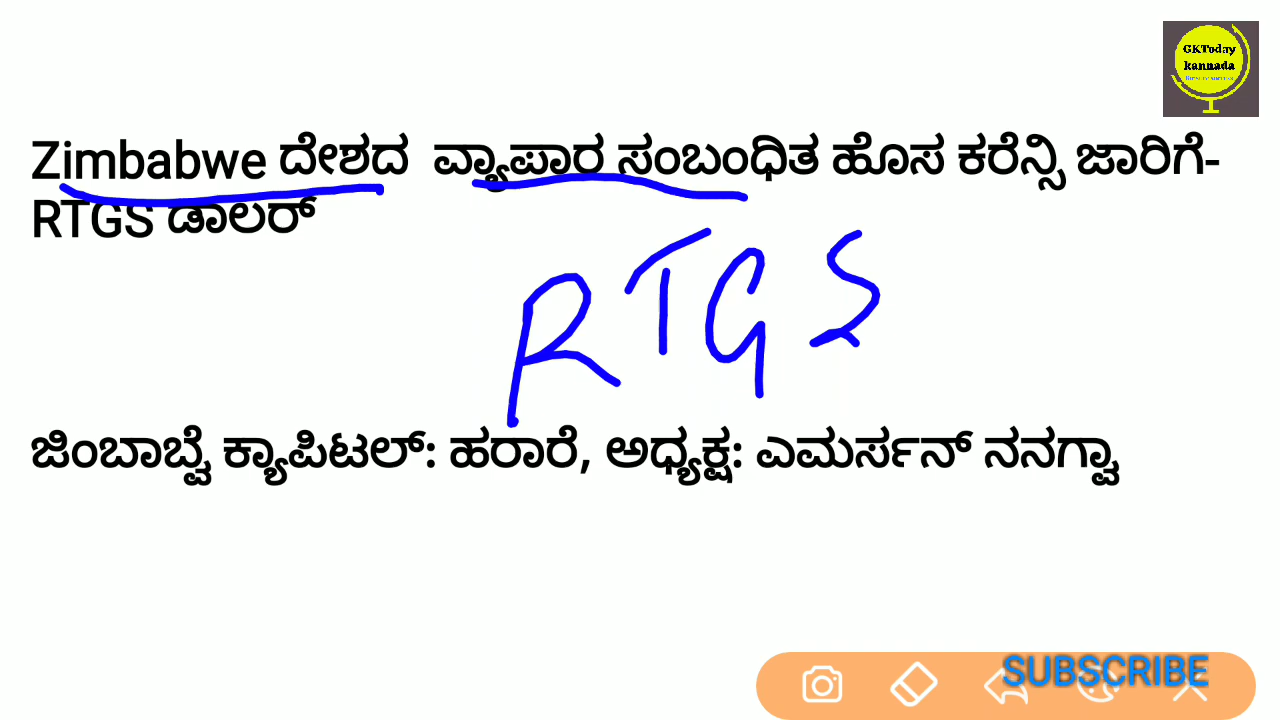 GKToday
kannada
Zimbabwe ದೇಶದ ವ್ಯಾಪಾರ ಸಂಬಂಧಿತ ಹೊಸ ಕರೆನ್ಸಿ ಜಾರಿಗೆ-
RTGS ಡಾಲರ್
RTGS
ಜಿಂಬಾಬ್ವೆ ಕ್ಯಾಪಿಟಲ್: ಹರಾರೆ, ಅಧ್ಯಕ್ಷ: ಎಮರ್ಸನ್ ನನಗ್ವಾ
SUBSCRIBE